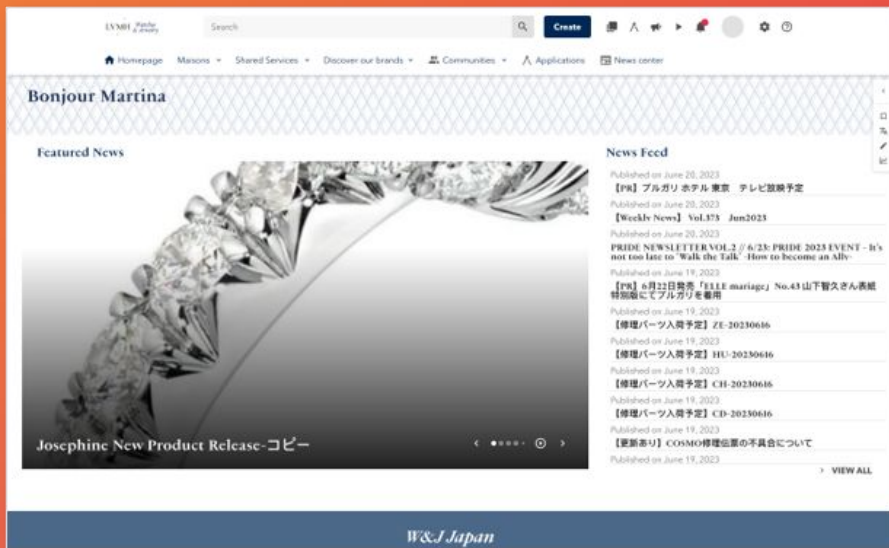 LVMH Watches & Jewelry
Search
Create
Homepage
Maisons
Shared Services
Discover our brands
Communities
Applications
News center
Bonjour Martina
Featured News
Josephine New Product Release-コピー
News Feed
Published on June 20, 2023
【PR】ブルガリ ホテル 東京 テレビ放映予定
Published on June 20, 2023
【Weekly News】 Vol.373 Jun2023
Published on June 20, 2023
PRIDE NEWSLETTER VOL.2 // 6/23: PRIDE 2023 EVENT - It's
not too late to 'Walk the Talk' -How to become an Ally-
Published on June 19, 2023
【PR】6月22日発売「ELLE mariage」No.43 山下智久さん表紙
特別版にてブルガリを着用
Published on June 19, 2023
【修理パーツ入荷予定】ZE-20230616
Published on June 19, 2023
【修理パーツ入荷予定】HU-20230616
Published on June 19, 2023
【修理パーツ入荷予定】CH-20230616
Published on June 19, 2023
【修理パーツ入荷予定】CD-20230616
Published on June 19, 2023
【更新あり】COSMO修理伝票の不具合について
Published on June 19, 2023
VIEW ALL
W&J Japan